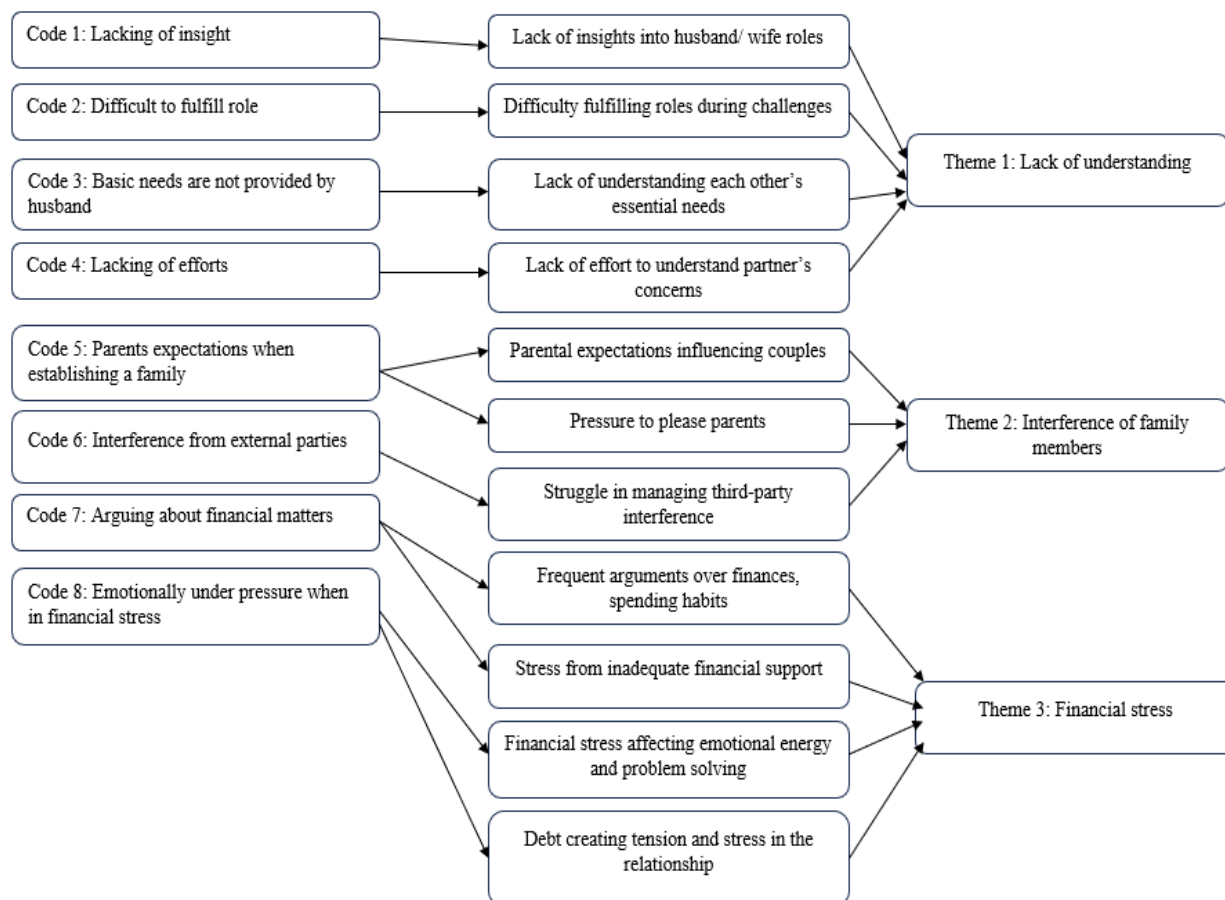 Code 1: Lacking of insight
Lack of insights into husband/ wife roles
Code 2: Difficult to fulfill role
Difficulty fulfilling roles during challenges
Theme 1: Lack of understanding
Code 3: Basic needs are not provided by
husband
Lack of understanding each other’s
essential needs
Code 4: Lacking of efforts
Lack of effort to understand partner’s
concerns
Code 5: Parents expectations when
establishing a family
Parental expectations influencing couples
Pressure to please parents
Theme 2: Interference of family
members
Code 6: Interference from external parties
Struggle in managing third-party
interference
Code 7: Arguing about financial matters
Frequent arguments over finances,
spending habits
Code 8: Emotionally under pressure when
in financial stress
Stress from inadequate financial support
Theme 3: Financial stress
Financial stress affecting emotional energy
and problem solving
Debt creating tension and stress in the
relationship